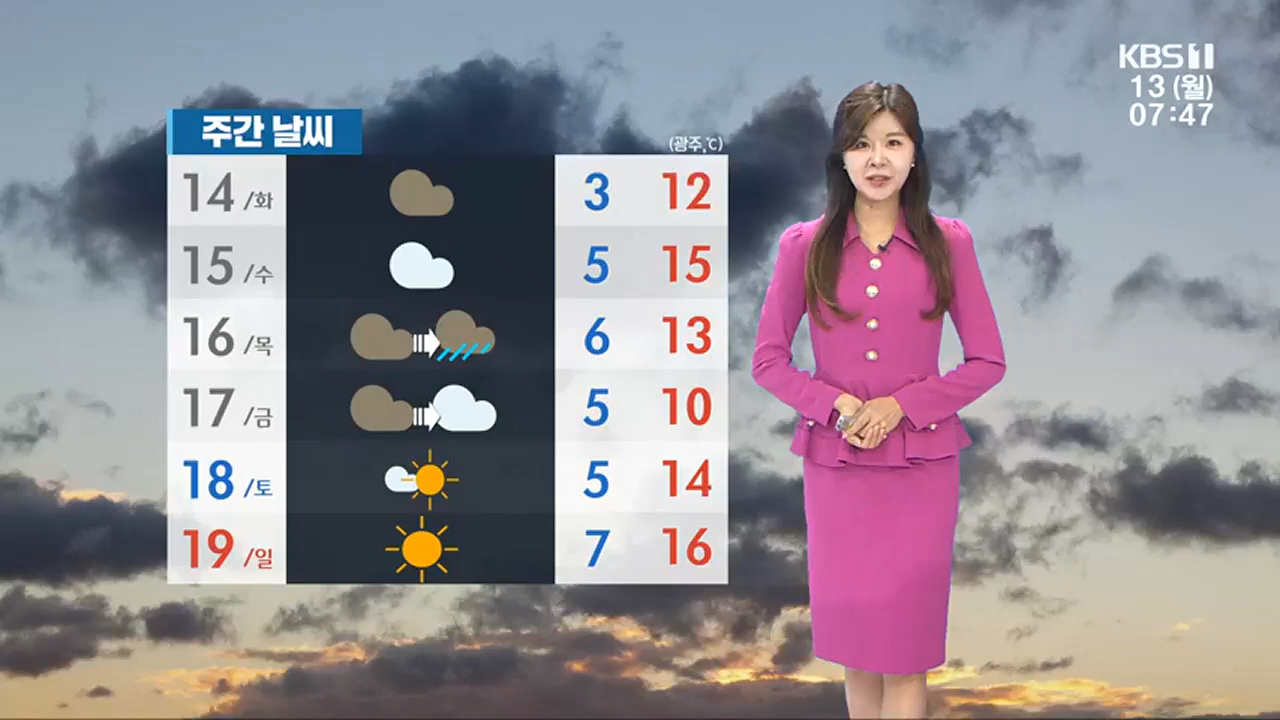 KBS 1
13 (월)
07:47
주간 날씨
(광주,℃)
14 /화 3 12
15 /수 5 15
16 /목 6 13
17 /금 5 10
18 /토 5 14
19 /일 7 16